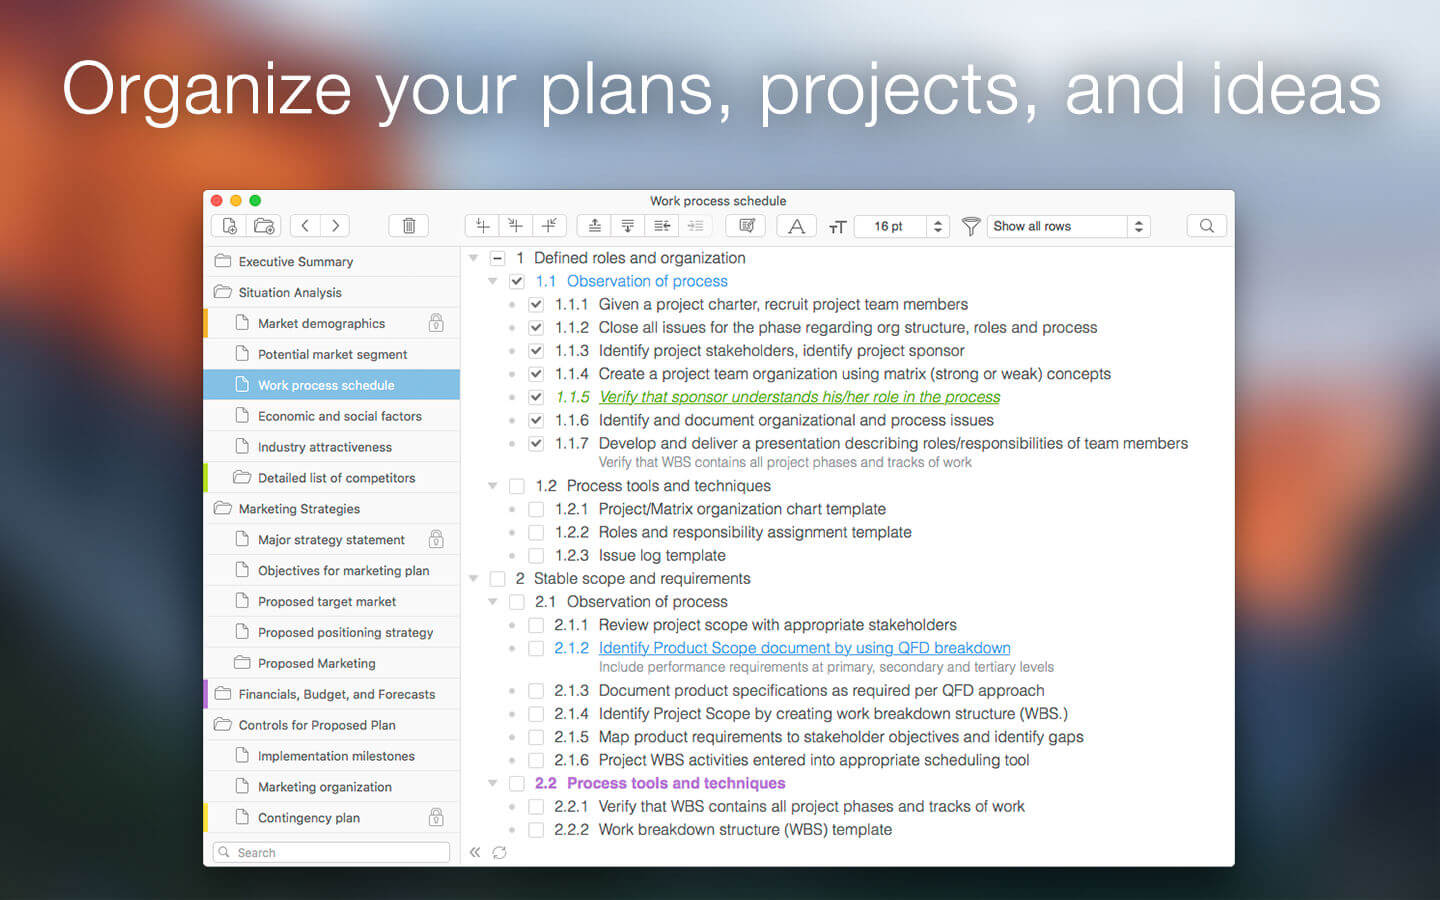 Organize your plans, projects, and ideas
Work process schedule
16 pt
Show all rows
Executive Summary
Situation Analysis
Market demographics
Potential market segment
Work process schedule
Economic and social factors
Industry attractiveness
Detailed list of competitors
Marketing Strategies
Major strategy statement
Objectives for marketing plan
Proposed target market
Proposed positioning strategy
Proposed Marketing
Financials, Budget, and Forecasts
Controls for Proposed Plan
Implementation milestones
Marketing organization
Contingency plan
Search
1 Defined roles and organization
1.1 Observation of process
1.1.1 Given a project charter, recruit project team members
1.1.2 Close all issues for the phase regarding org structure, roles and process
1.1.3 Identify project stakeholders, identify project sponsor
1.1.4 Create a project team organization using matrix (strong or weak) concepts
1.1.5 Verify that sponsor understands his/her role in the process
1.1.6 Identify and document organizational and process issues
1.1.7 Develop and deliver a presentation describing roles/responsibilities of team members
Verify that WBS contains all project phases and tracks of work
1.2 Process tools and techniques
1.2.1 Project/Matrix organization chart template
1.2.2 Roles and responsibility assignment template
1.2.3 Issue log template
2 Stable scope and requirements
2.1 Observation of process
2.1.1 Review project scope with appropriate stakeholders
2.1.2 Identify Product Scope document by using QFD breakdown
Include performance requirements at primary, secondary and tertiary levels
2.1.3 Document product specifications as required per QFD approach
2.1.4 Identify Project Scope by creating work breakdown structure (WBS.)
2.1.5 Map product requirements to stakeholder objectives and identify gaps
2.1.6 Project WBS activities entered into appropriate scheduling tool
2.2 Process tools and techniques
2.2.1 Verify that WBS contains all project phases and tracks of work
2.2.2 Work breakdown structure (WBS) template